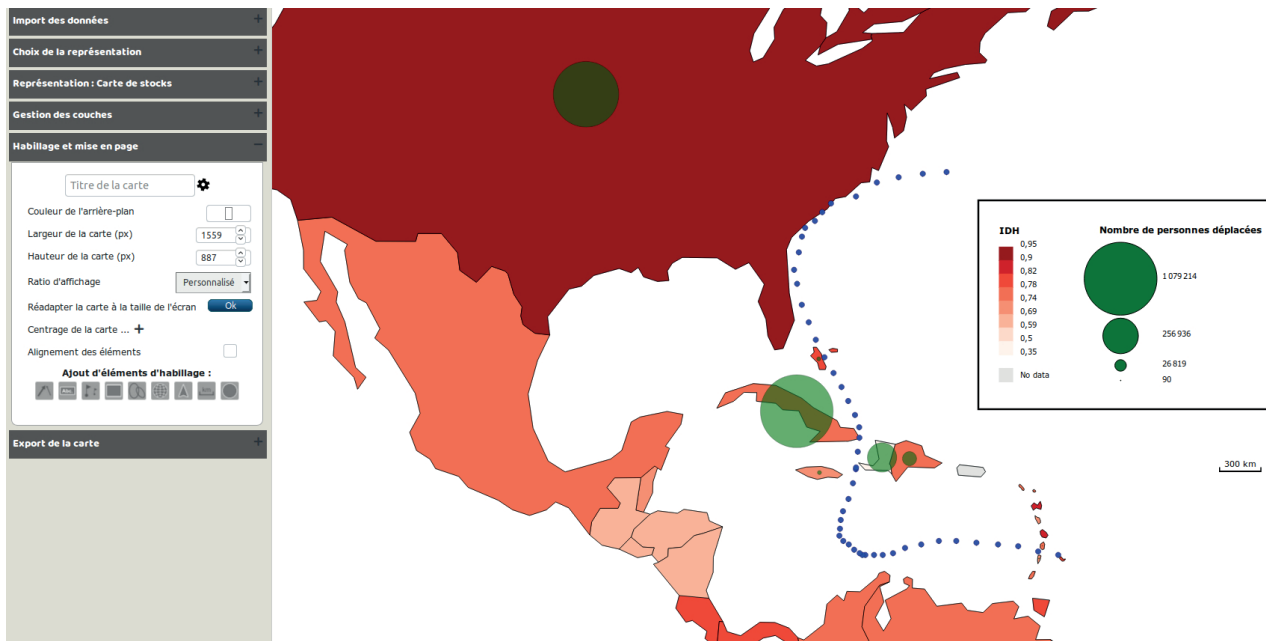 Import des données
Choix de la représentation
Représentation : Carte de stocks
Gestion des couches
Habillage et mise en page
Titre de la carte
Couleur de l'arrière-plan
Largeur de la carte (px) 1559
Hauteur de la carte (px) 887
Ratio d'affichage Personnalisé
Réadapter la carte à la taille de l'écran Ok
Centrage de la carte ... +
Alignement des éléments
Ajout d'éléments d'habillage :
Export de la carte
IDH
0,95
0,9
0,82
0,78
0,74
0,69
0,59
0,5
0,35
No data
Nombre de personnes déplacées
1 079 214
256 936
26 819
90
300 km